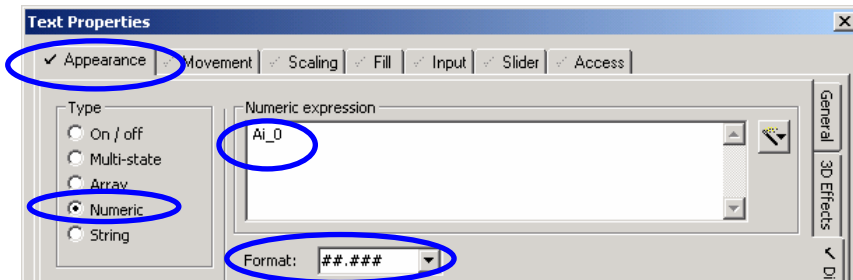 Text Properties
Appearance Movement Scaling Fill Input Slider Access
Type
On / off
Multi-state
Array
Numeric
String
Numeric expression
Ai_0
Format: ##.###
General
3D Effects
Di